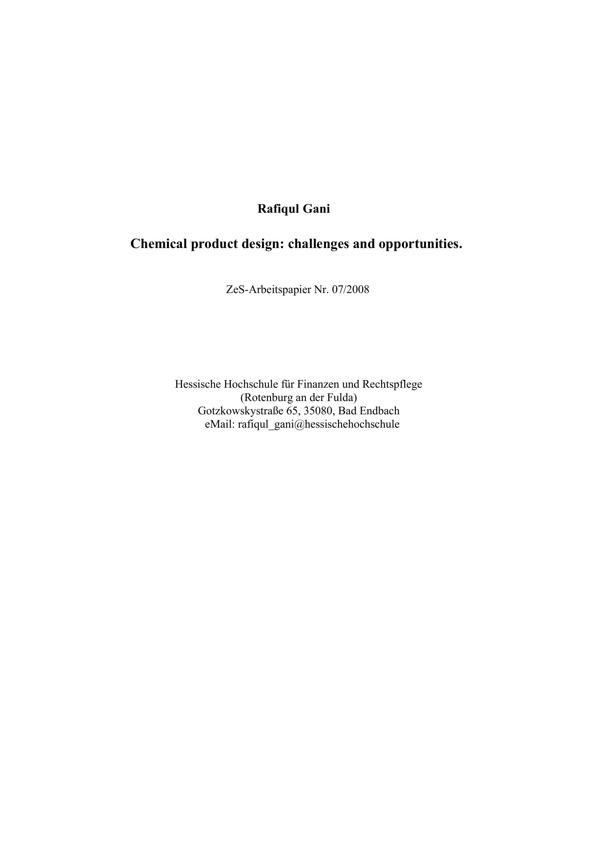 Rafiqul Gani
Chemical product design: challenges and opportunities.
ZeS-Arbeitspapier Nr. 07/2008
Hessische Hochschule für Finanzen und Rechtspflege
(Rotenburg an der Fulda)
Gotzkowskystraße 65, 35080, Bad Endbach
eMail: rafiqul_gani@hessischehochschule